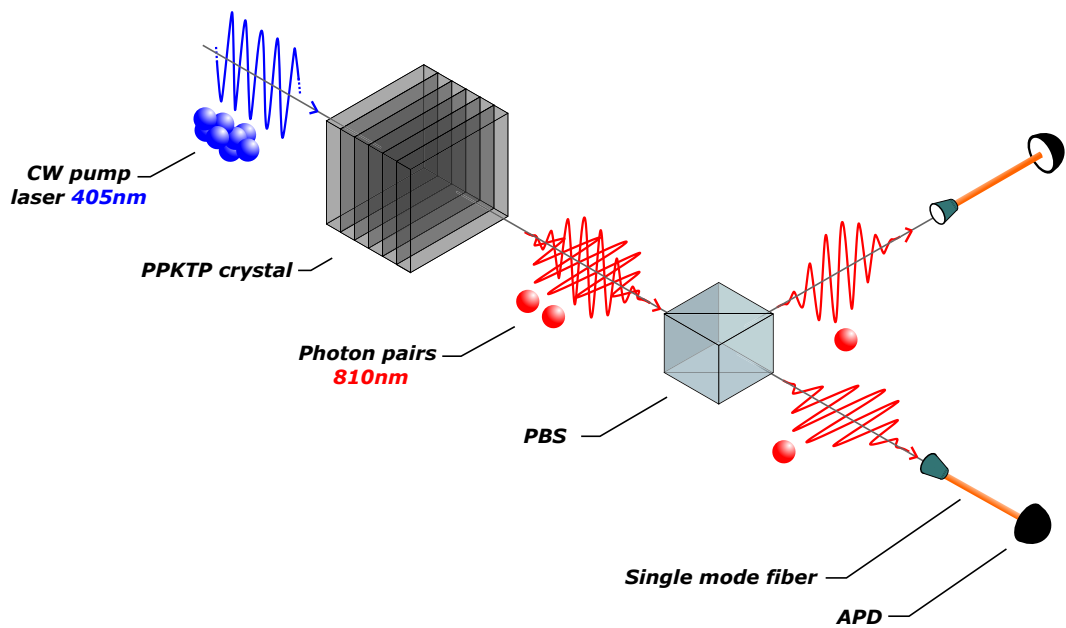 CW pump
laser 405nm
PPKTP crystal
Photon pairs
810nm
PBS
Single mode fiber
APD